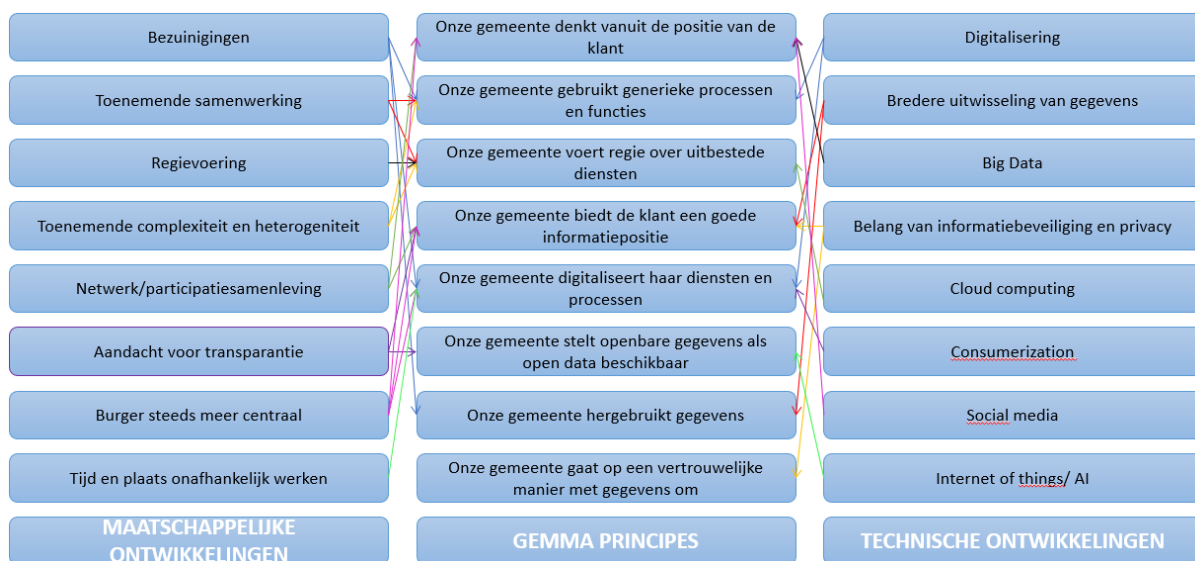 Bezuinigingen
Onze gemeente denkt vanuit de positie van de
klant
Digitalisering
Toenemende samenwerking
Onze gemeente gebruikt generieke processen
en functies
Bredere uitwisseling van gegevens
Regievoering
Onze gemeente voert regie over uitbestede
diensten
Big Data
Toenemende complexiteit en heterogeniteit
Onze gemeente biedt de klant een goede
informatiepositie
Belang van informatiebeveiliging en privacy
Netwerk/participatiesamenleving
Onze gemeente digitaliseert haar diensten en
processen
Cloud computing
Aandacht voor transparantie
Onze gemeente stelt openbare gegevens als
open data beschikbaar
Consumerization
Burger steeds meer centraal
Onze gemeente hergebruikt gegevens
Social media
Tijd en plaats onafhankelijk werken
Onze gemeente gaat op een vertrouwelijke
manier met gegevens om
Internet of things/ AI
MAATSCHAPPELIJKE
ONTWIKKELINGEN
GEMMA PRINCIPES
TECHNISCHE ONTWIKKELINGEN